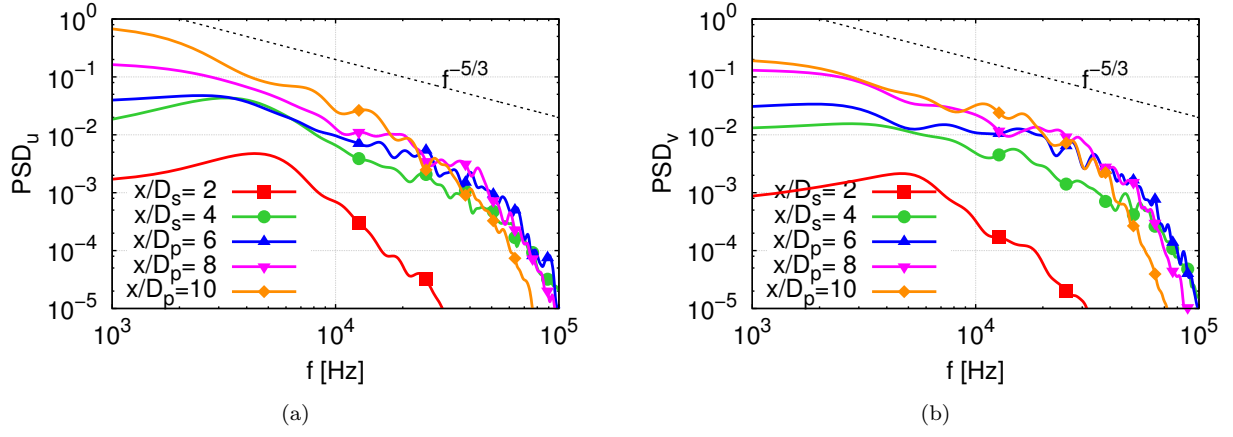 10^0
10^-1
10^-2
10^-3
10^-4
10^-5
PSD_u
f^-5/3
x/D_s= 2
x/D_s= 4
x/D_p= 6
x/D_p= 8
x/D_p=10
10^3
10^4
10^5
f [Hz]
(a)
10^0
10^-1
10^-2
10^-3
10^-4
10^-5
PSD_v
f^-5/3
x/D_s= 2
x/D_s= 4
x/D_p= 6
x/D_p= 8
x/D_p=10
10^3
10^4
10^5
f [Hz]
(b)